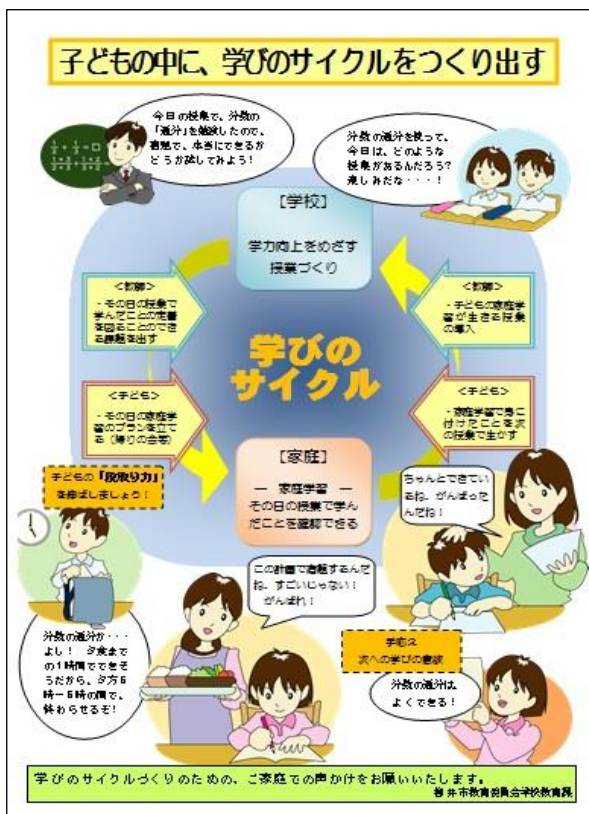 子どもの中に、学びのサイクルをつくり出す
今日の授業で、分数の
「通分」を勉強したので、
宿題で、本当にできるか
どうか試してみよう！
分数の通分を使って、
今日は、どのような
授業があるんだろう？
楽しみだな・・・・！
【学校】
学力向上をめざす
授業づくり
＜教師＞
・その日の授業で
学んだことの定着
を図ることのでき
る課題を出す
＜教師＞
・子どもの家庭学
習が生きる授業
の導入
学びの
サイクル
＜子ども＞
・その日の家庭学
習のプランを立て
る（帰りの会等）
＜子ども＞
・家庭学習で身に
付けたことを次
の授業で生かす
【家庭】
― 家庭学習 ―
その日の授業で学ん
だことを確認できる
子どもの「段取り力」
を伸ばしましょう！
ちゃんとできてい
るね、がんばった
んだね！
この計画で宿題するんだ
ね、すごいじゃない！
がんばれ！
分数の通分か・・・
よし！ 夕食まで
の1時間でできそ
うだから、夕方5
時～6時の間で、
終わらせるぞ！
手応え
次への学びの意欲
分数の通分は、
よくできる！
学びのサイクルづくりのための、ご家庭での声かけをお願いいたします。
市教育委員会学校教育課